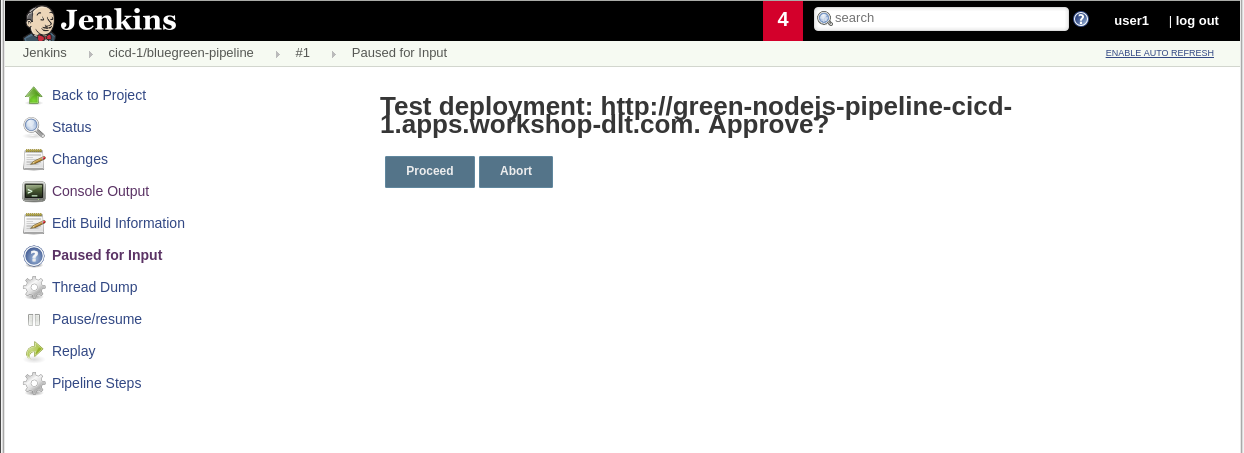 Jenkins
4
search
user1
| log out
Jenkins
cicd-1/bluegreen-pipeline
#1
Paused for Input
ENABLE AUTO REFRESH
Back to Project
Status
Changes
Console Output
Edit Build Information
Paused for Input
Thread Dump
Pause/resume
Replay
Pipeline Steps
Test deployment: http://green-nodejs-pipeline-cicd-
1.apps.workshop-dlt.com. Approve?
Proceed
Abort